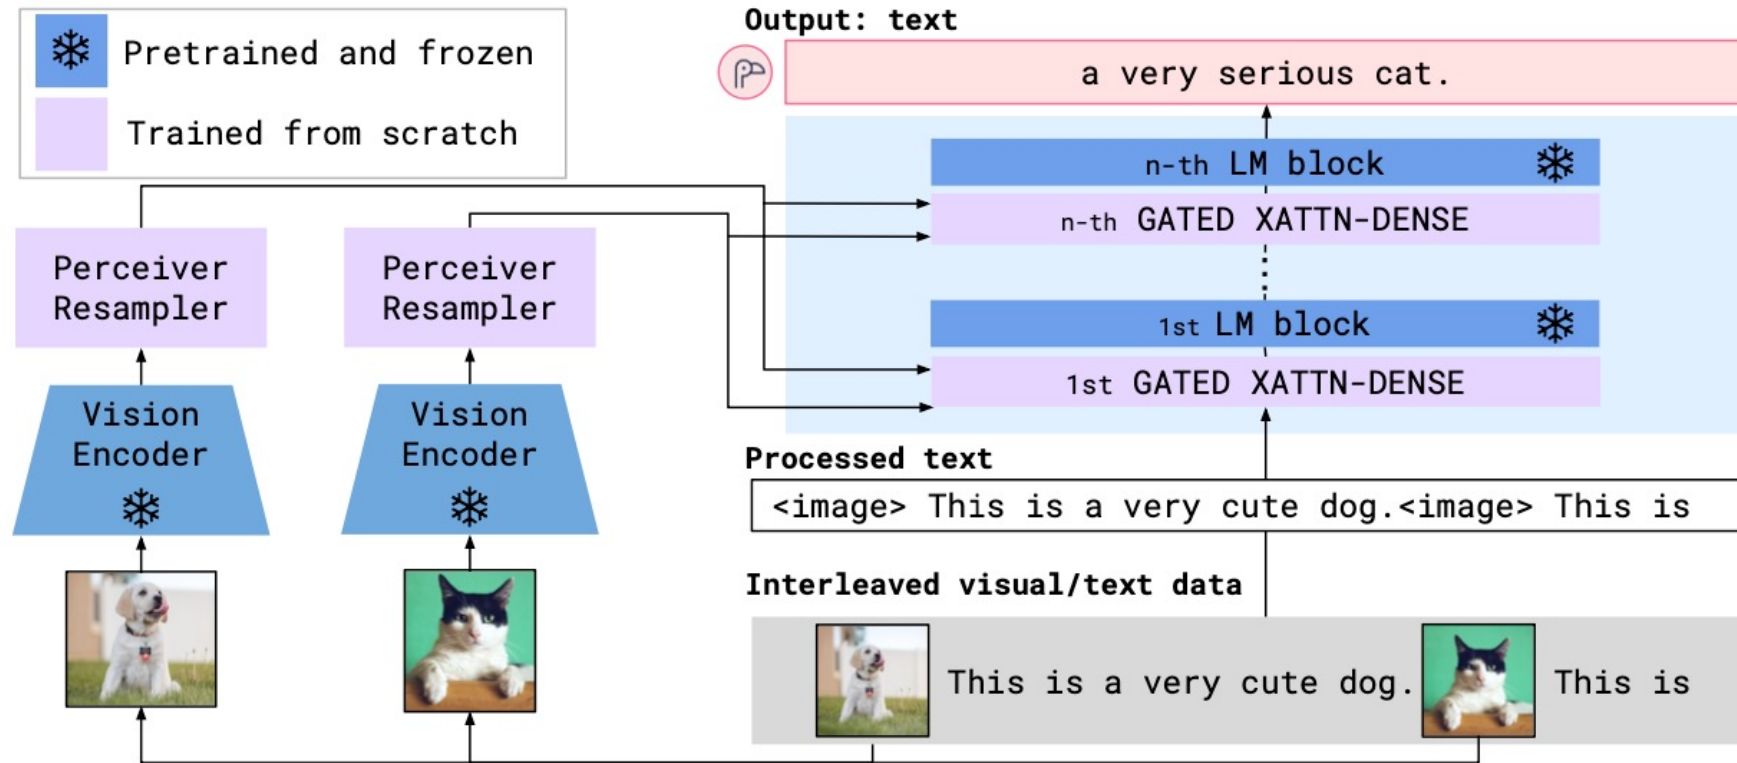 Pretrained and frozen
Trained from scratch
Output: text
a very serious cat.
n-th LM block
n-th GATED XATTN-DENSE
1st LM block
1st GATED XATTN-DENSE
Perceiver
Resampler
Perceiver
Resampler
Vision
Encoder
Vision
Encoder
Processed text
<image> This is a very cute dog.<image> This is
Interleaved visual/text data
This is a very cute dog.
This is